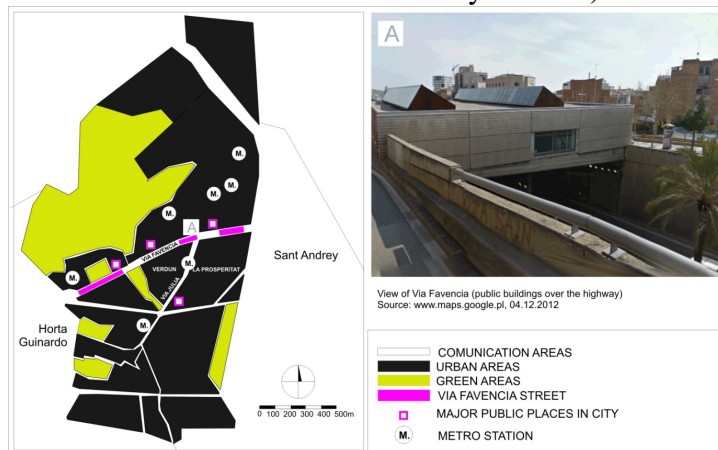 A
M.
M.
M.
M.
A
VIA FAVENCIA
Sant Andrey
VERDUN
LA PROSPERITAT
M.
M.
VIA JULIA
Horta
Guinardo
M.
0 100 200 300 400 500m
View of Via Favencia (public buildings over the highway)
Source: www.maps.google.pl, 04.12.2012
COMUNICATION AREAS
URBAN AREAS
GREEN AREAS
VIA FAVENCIA STREET
MAJOR PUBLIC PLACES IN CITY
M.
METRO STATION